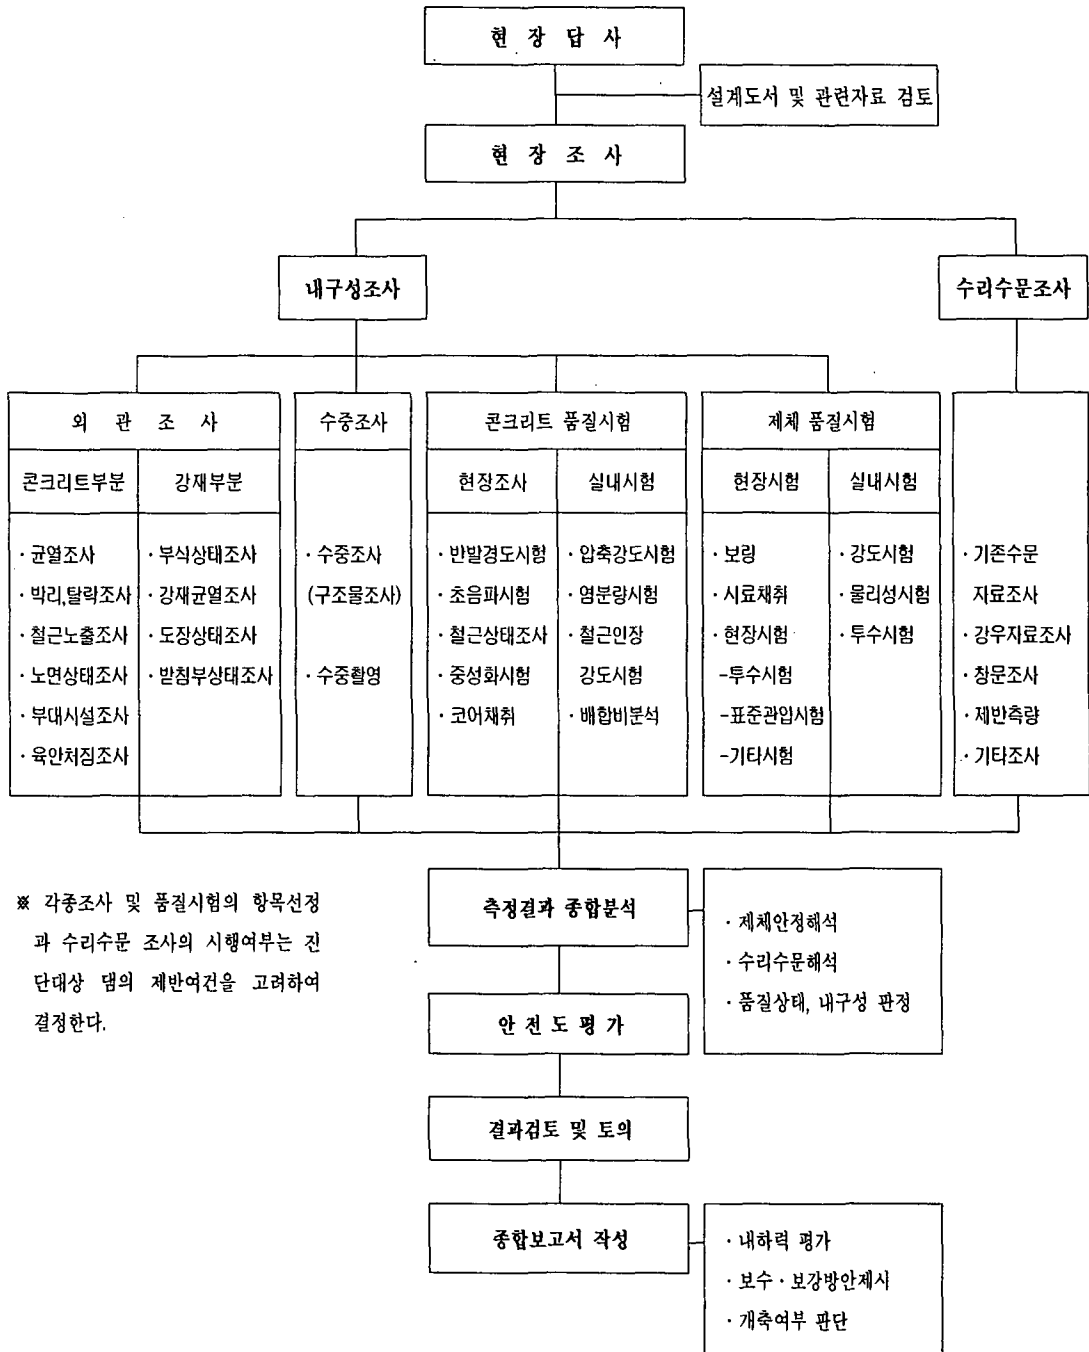 현 장 답 사
설계도서 및 관련자료 검토
현 장 조 사
내구성조사
수리수문조사
외 관 조 사
콘크리트부분
· 균열조사
· 박리,탈락조사
· 철근노출조사
· 노면상태조사
· 부대시설조사
· 육안처짐조사
강재부분
· 부식상태조사
· 강재균열조사
· 도장상태조사
· 받침부상태조사
수중조사
· 수중조사
(구조물조사)
· 수중촬영
콘크리트 품질시험
현장조사
· 반발경도시험
· 초음파시험
· 철근상태조사
· 중성화시험
· 코어채취
실내시험
· 압축강도시험
· 염분량시험
· 철근인장
강도시험
· 배합비분석
제체 품질시험
현장시험
· 보링
· 시료채취
· 현장시험
-투수시험
-표준관입시험
-기타시험
실내시험
· 강도시험
· 물리성시험
· 투수시험
· 기존수문
자료조사
· 강우자료조사
· 창문조사
· 제반측량
· 기타조사
※ 각종조사 및 품질시험의 항목선정
과 수리수문 조사의 시행여부는 진
단대상 댐의 제반여건을 고려하여
결정한다.
측정결과 종합분석
· 제체안정해석
· 수리수문해석
· 품질상태, 내구성 판정
안 전 도 평 가
결과검토 및 토의
종합보고서 작성
· 내하력 평가
· 보수 · 보강방안제시
· 개축여부 판단